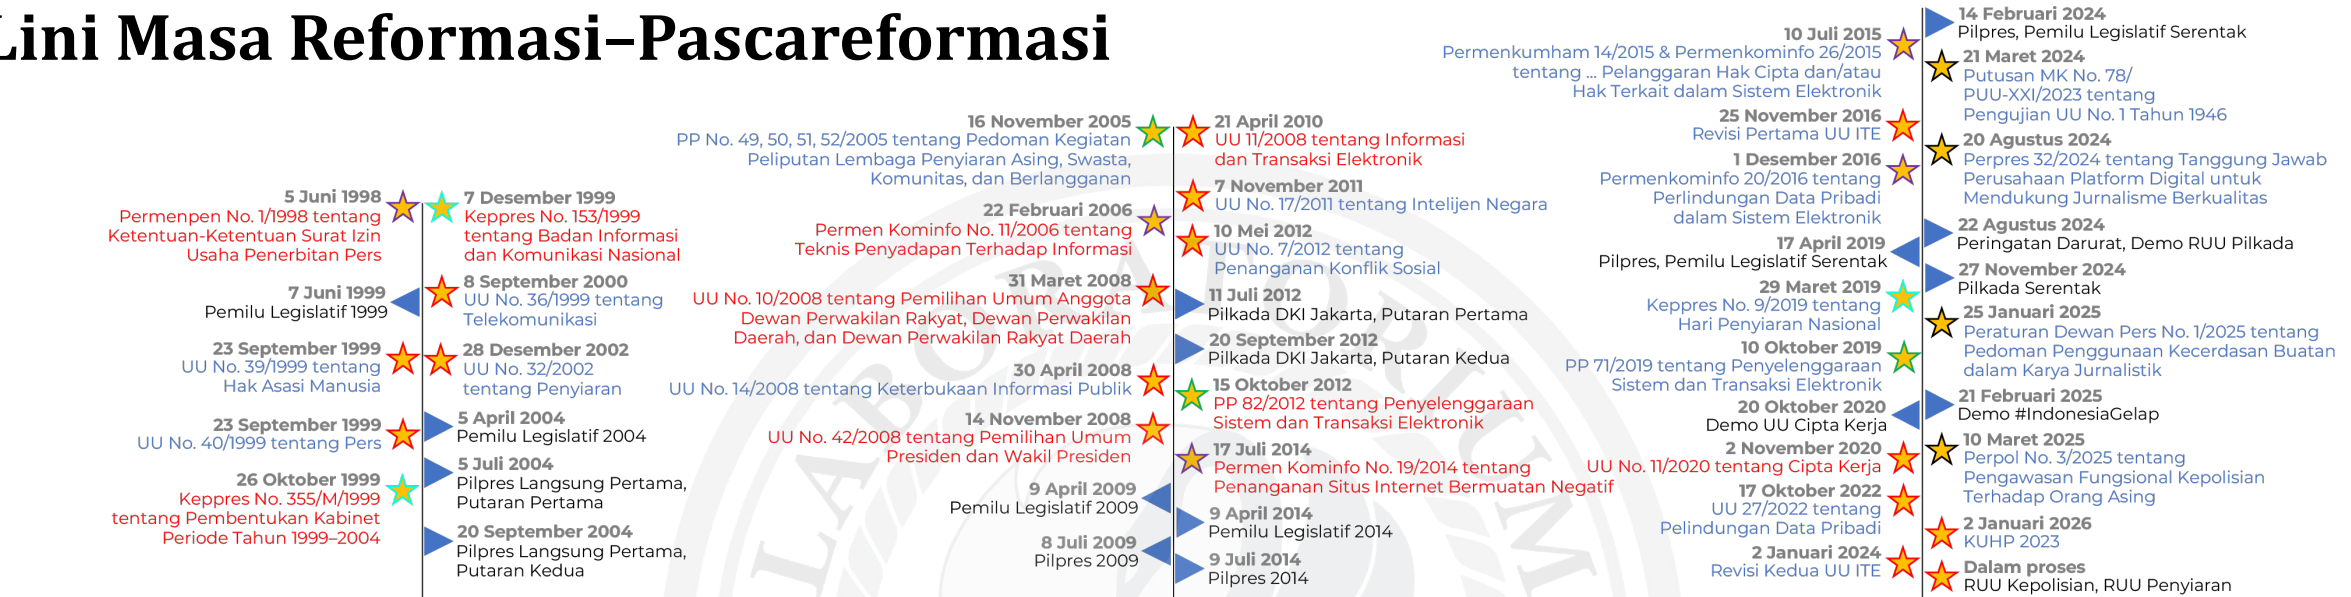 Lini Masa Reformasi–Pascareformasi
5 Juni 1998
Permenpen No. 1/1998 tentang
Ketentuan-Ketentuan Surat Izin
Usaha Penerbitan Pers
7 Juni 1999
Pemilu Legislatif 1999
23 September 1999
UU No. 39/1999 tentang
Hak Asasi Manusia
23 September 1999
UU No. 40/1999 tentang Pers
26 Oktober 1999
Keppres No. 355/M/1999
tentang Pembentukan Kabinet
Periode Tahun 1999–2004
7 Desember 1999
Keppres No. 153/1999
tentang Badan Informasi
dan Komunikasi Nasional
8 September 2000
UU No. 36/1999 tentang
Telekomunikasi
28 Desember 2002
UU No. 32/2002
tentang Penyiaran
5 April 2004
Pemilu Legislatif 2004
5 Juli 2004
Pilpres Langsung Pertama,
Putaran Pertama
20 September 2004
Pilpres Langsung Pertama,
Putaran Kedua
16 November 2005
PP No. 49, 50, 51, 52/2005 tentang Pedoman Kegiatan
Peliputan Lembaga Penyiaran Asing, Swasta,
Komunitas, dan Berlangganan
22 Februari 2006
Permen Kominfo No. 11/2006 tentang
Teknis Penyadapan Terhadap Informasi
31 Maret 2008
UU No. 10/2008 tentang Pemilihan Umum Anggota
Dewan Perwakilan Rakyat, Dewan Perwakilan
Daerah, dan Dewan Perwakilan Rakyat Daerah
30 April 2008
UU No. 14/2008 tentang Keterbukaan Informasi Publik
14 November 2008
UU No. 42/2008 tentang Pemilihan Umum
Presiden dan Wakil Presiden
9 April 2009
Pemilu Legislatif 2009
8 Juli 2009
Pilpres 2009
21 April 2010
UU 11/2008 tentang Informasi
dan Transaksi Elektronik
7 November 2011
UU No. 17/2011 tentang Intelijen Negara
10 Mei 2012
UU No. 7/2012 tentang
Penanganan Konflik Sosial
11 Juli 2012
Pilkada DKI Jakarta, Putaran Pertama
20 September 2012
Pilkada DKI Jakarta, Putaran Kedua
15 Oktober 2012
PP 82/2012 tentang Penyelenggaraan
Sistem dan Transaksi Elektronik
17 Juli 2014
Permen Kominfo No. 19/2014 tentang
Penanganan Situs Internet Bermuatan Negatif
9 April 2014
Pemilu Legislatif 2014
9 Juli 2014
Pilpres 2014
10 Juli 2015
Permenkumham 14/2015 & Permenkominfo 26/2015
tentang ... Pelanggaran Hak Cipta dan/atau
Hak Terkait dalam Sistem Elektronik
25 November 2016
Revisi Pertama UU ITE
1 Desember 2016
Permenkominfo 20/2016 tentang
Perlindungan Data Pribadi
dalam Sistem Elektronik
17 April 2019
Pilpres, Pemilu Legislatif Serentak
29 Maret 2019
Keppres No. 9/2019 tentang
Hari Penyiaran Nasional
10 Oktober 2019
PP 71/2019 tentang Penyelenggaraan
Sistem dan Transaksi Elektronik
20 Oktober 2020
Demo UU Cipta Kerja
2 November 2020
UU No. 11/2020 tentang Cipta Kerja
17 Oktober 2022
UU 27/2022 tentang
Pelindungan Data Pribadi
2 Januari 2024
Revisi Kedua UU ITE
14 Februari 2024
Pilpres, Pemilu Legislatif Serentak
21 Maret 2024
Putusan MK No. 78/
PUU-XXI/2023 tentang
Pengujian UU No. 1 Tahun 1946
20 Agustus 2024
Perpres 32/2024 tentang Tanggung Jawab
Perusahaan Platform Digital untuk
Mendukung Jurnalisme Berkualitas
22 Agustus 2024
Peringatan Darurat, Demo RUU Pilkada
27 November 2024
Pilkada Serentak
25 Januari 2025
Peraturan Dewan Pers No. 1/2025 tentang
Pedoman Penggunaan Kecerdasan Buatan
dalam Karya Jurnalistik
21 Februari 2025
Demo #IndonesiaGelap
10 Maret 2025
Perpol No. 3/2025 tentang
Pengawasan Fungsional Kepolisian
Terhadap Orang Asing
2 Januari 2026
KUHP 2023
Dalam proses
RUU Kepolisian, RUU Penyiaran
LABORATORIUM